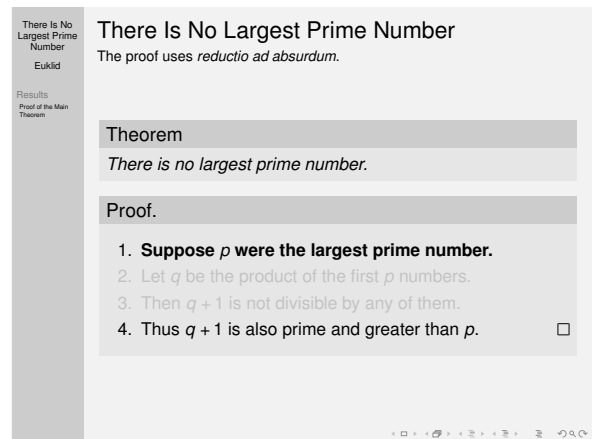 There Is No
Largest Prime
Number
Euklid
Results
Proof of the Main
Theorem
There Is No Largest Prime Number
The proof uses reductio ad absurdum.
Theorem
There is no largest prime number.
Proof.
1. Suppose p were the largest prime number.
2. Let q be the product of the first p numbers.
3. Then q + 1 is not divisible by any of them.
4. Thus q + 1 is also prime and greater than p. □